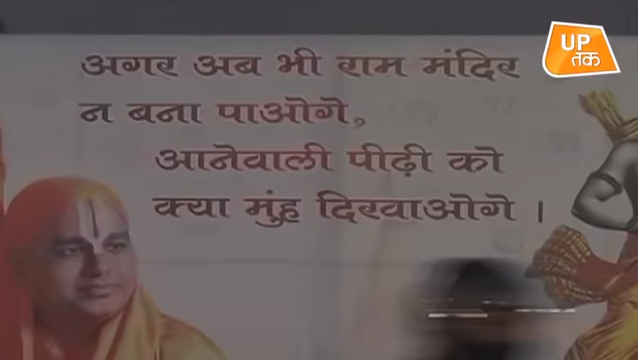 UP
तक
अगर अब भी राम मंदिर
न बना पाओगे,
आनेवाली पीढ़ी को
क्या मुंह दिखाओगे ।